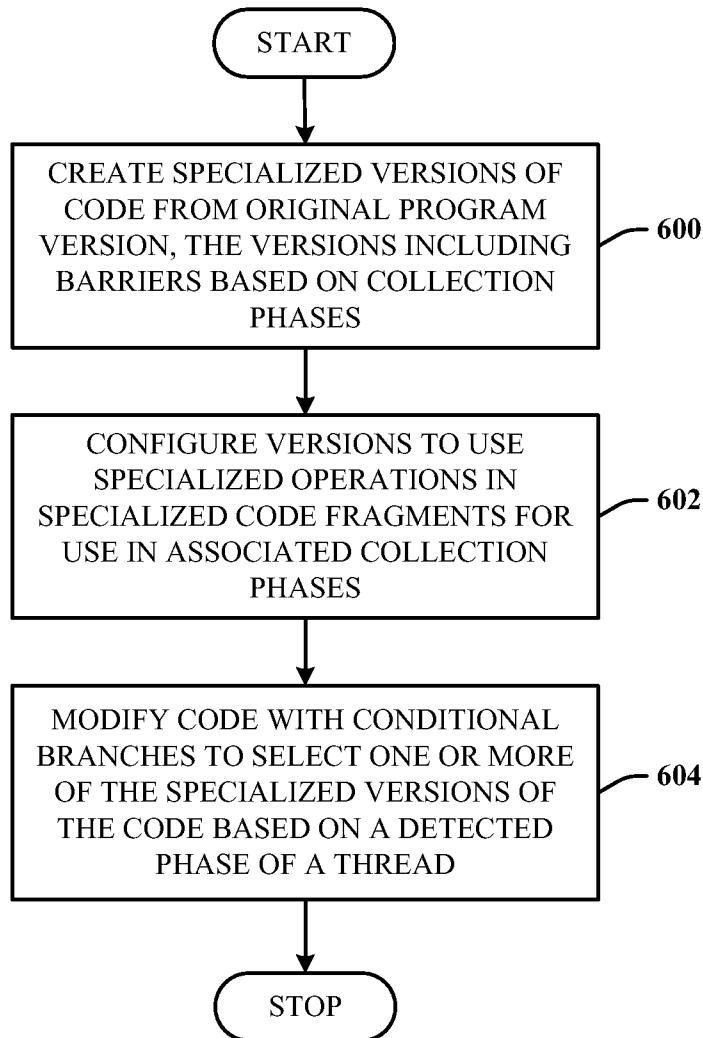 START
CREATE SPECIALIZED VERSIONS OF
CODE FROM ORIGINAL PROGRAM
VERSION, THE VERSIONS INCLUDING
BARRIERS BASED ON COLLECTION
PHASES
600
CONFIGURE VERSIONS TO USE
SPECIALIZED OPERATIONS IN
SPECIALIZED CODE FRAGMENTS FOR
USE IN ASSOCIATED COLLECTION
PHASES
602
MODIFY CODE WITH CONDITIONAL
BRANCHES TO SELECT ONE OR MORE
OF THE SPECIALIZED VERSIONS OF
THE CODE BASED ON A DETECTED
PHASE OF A THREAD
604
STOP